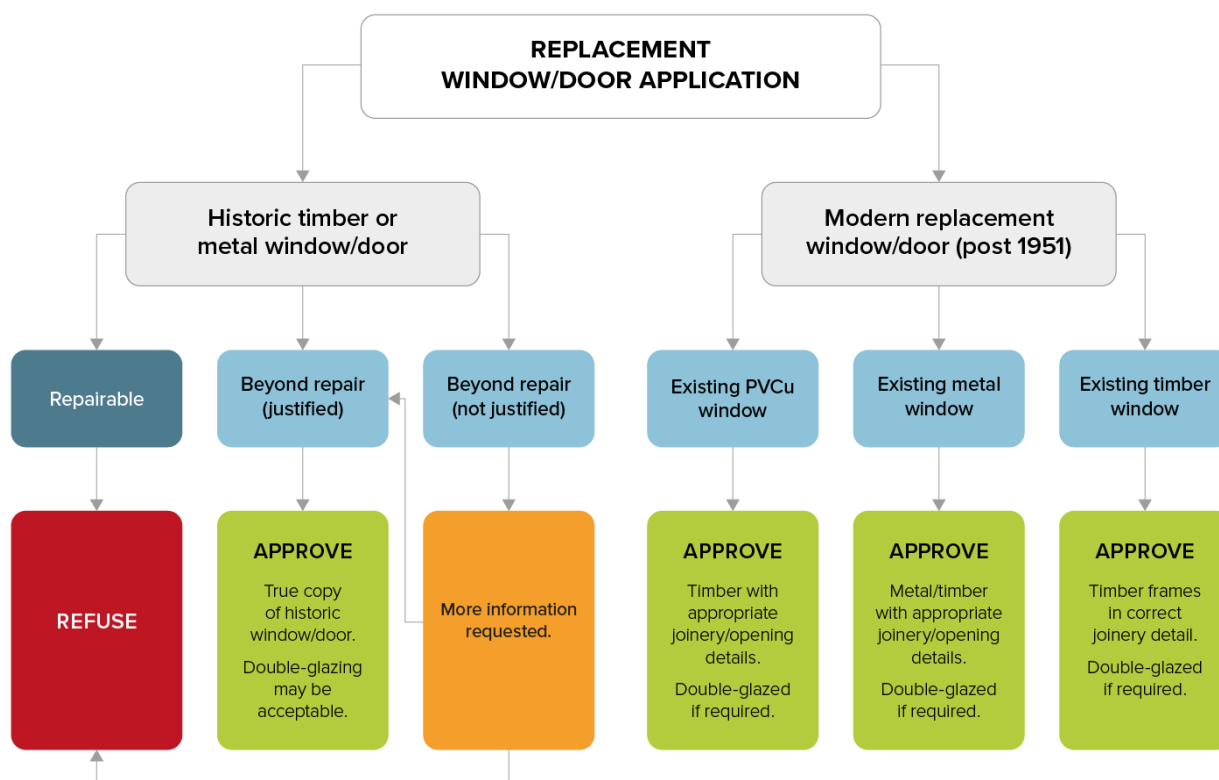 REPLACEMENT
WINDOW/DOOR APPLICATION
Historic timber or
metal window/door
Modern replacement
window/door (post 1951)
Repairable
Beyond repair
(justified)
Beyond repair
(not justified)
Existing PVCu
window
Existing metal
window
Existing timber
window
REFUSE
APPROVE
True copy
of historic
window/door.
Double-glazing
may be
acceptable.
More information
requested.
APPROVE
Timber with
appropriate
joinery/opening
details.
Double-glazed
if required.
APPROVE
Metal/timber
with appropriate
joinery/opening
details.
Double-glazed
if required.
APPROVE
Timber frames
in correct
joinery detail.
Double-glazed
if required.